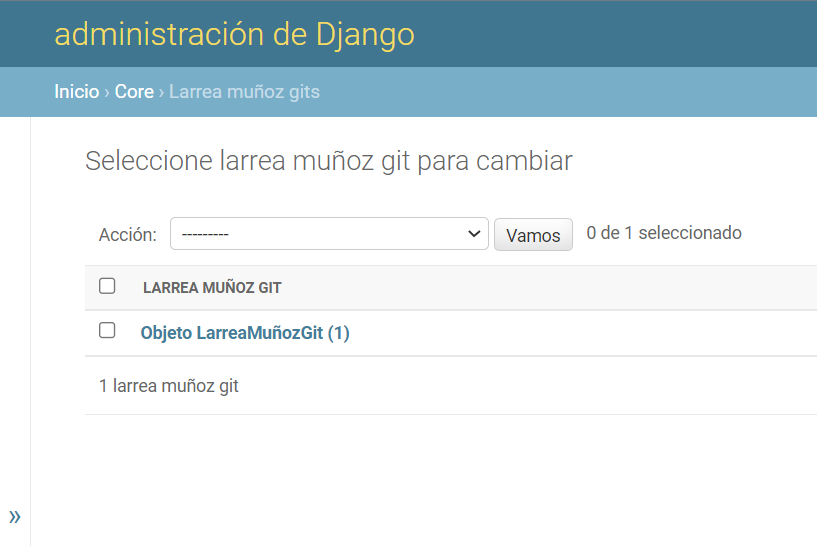 administración de Django
Inicio › Core › Larrea muñoz gits
Seleccione larrea muñoz git para cambiar
Acción: --------- Vamos 0 de 1 seleccionado
LARREA MUÑOZ GIT
Objeto LarreaMuñozGit (1)
1 larrea muñoz git
»